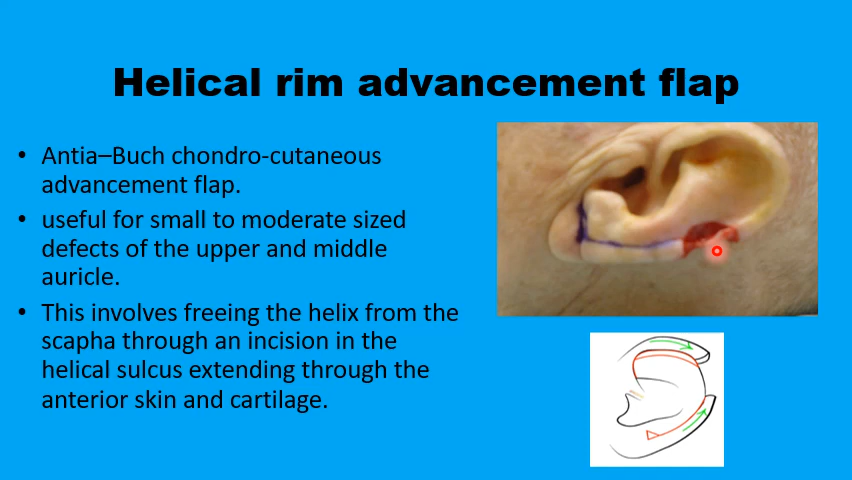 Helical rim advancement flap
• Antia–Buch chondro-cutaneous
advancement flap.
• useful for small to moderate sized
defects of the upper and middle
auricle.
• This involves freeing the helix from the
scapha through an incision in the
helical sulcus extending through the
anterior skin and cartilage.